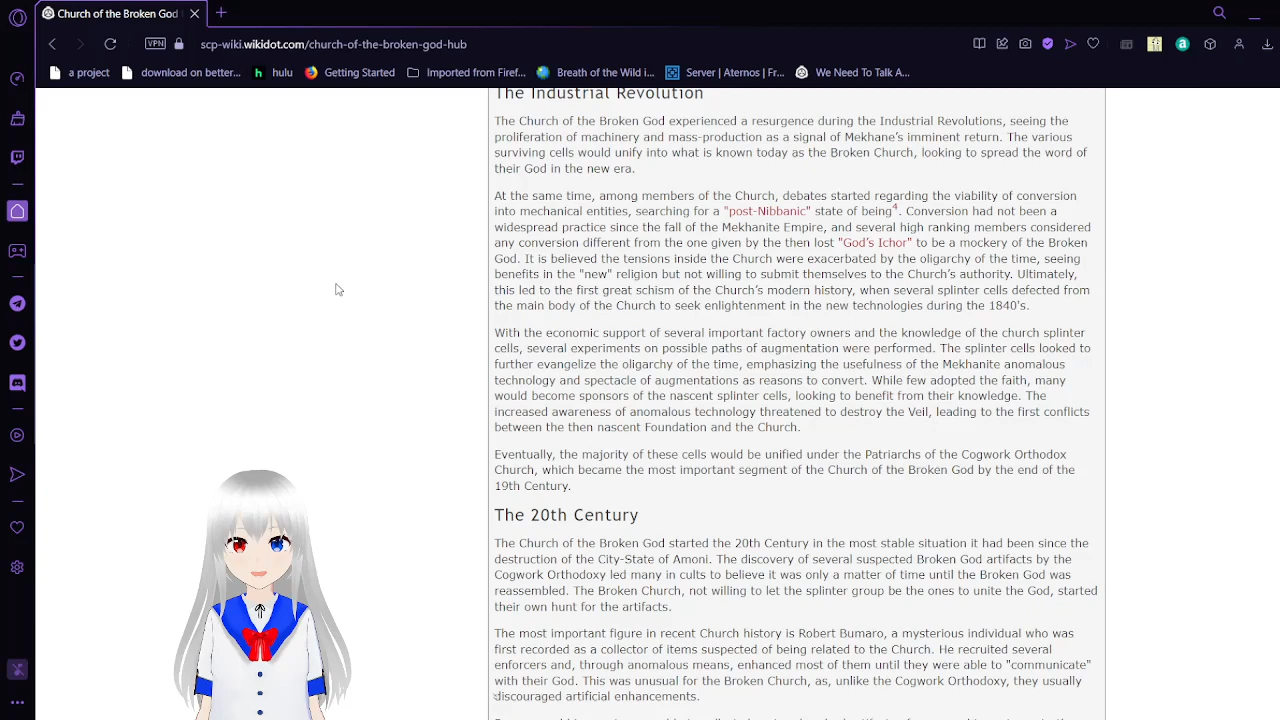 Church of the Broken God
VPN
scp-wiki.wikidot.com/church-of-the-broken-god-hub
a project
download on better...
hulu
Getting Started
Imported from Firef...
Breath of the Wild i...
Server | Aternos | Fr...
We Need To Talk A...
The Industrial Revolution
The Church of the Broken God experienced a resurgence during the Industrial Revolutions, seeing the
proliferation of machinery and mass-production as a signal of Mekhane's imminent return. The various
surviving cells would unify into what is known today as the Broken Church, looking to spread the word of
their God in the new era.
At the same time, among members of the Church, debates started regarding the viability of conversion
into mechanical entities, searching for a "post-Nibbanic" state of being4. Conversion had not been a
widespread practice since the fall of the Mekhanite Empire, and several high ranking members considered
any conversion different from the one given by the then lost "God's Ichor" to be a mockery of the Broken
God. It is believed the tensions inside the Church were exacerbated by the oligarchy of the time, seeing
benefits in the "new" religion but not willing to submit themselves to the Church's authority. Ultimately,
this led to the first great schism of the Church's modern history, when several splinter cells defected from
the main body of the Church to seek enlightenment in the new technologies during the 1840's.
With the economic support of several important factory owners and the knowledge of the church splinter
cells, several experiments on possible paths of augmentation were performed. The splinter cells looked to
further evangelize the oligarchy of the time, emphasizing the usefulness of the Mekhanite anomalous
technology and spectacle of augmentations as reasons to convert. While few adopted the faith, many
would become sponsors of the nascent splinter cells, looking to benefit from their knowledge. The
increased awareness of anomalous technology threatened to destroy the Veil, leading to the first conflicts
between the then nascent Foundation and the Church.
Eventually, the majority of these cells would be unified under the Patriarchs of the Cogwork Orthodox
Church, which became the most important segment of the Church of the Broken God by the end of the
19th Century.
The 20th Century
The Church of the Broken God started the 20th Century in the most stable situation it had been since the
destruction of the City-State of Amoni. The discovery of several suspected Broken God artifacts by the
Cogwork Orthodoxy led many in cults to believe it was only a matter of time until the Broken God was
reassembled. The Broken Church, not willing to let the splinter group be the ones to unite the God, started
their own hunt for the artifacts.
The most important figure in recent Church history is Robert Bumaro, a mysterious individual who was
first recorded as a collector of items suspected of being related to the Church. He recruited several
enforcers and, through anomalous means, enhanced most of them until they were able to "communicate"
with their God. This was unusual for the Broken Church, as, unlike the Cogwork Orthodoxy, they usually
discouraged artificial enhancements.